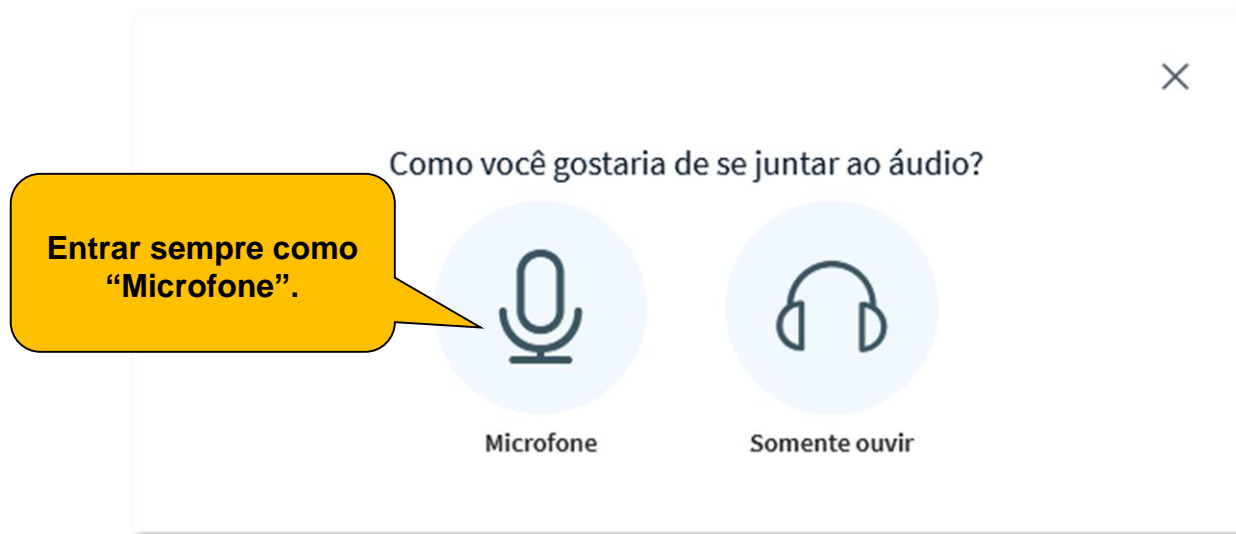 Como você gostaria de se juntar ao áudio?
Entrar sempre como
“Microfone”.
Microfone
Somente ouvir